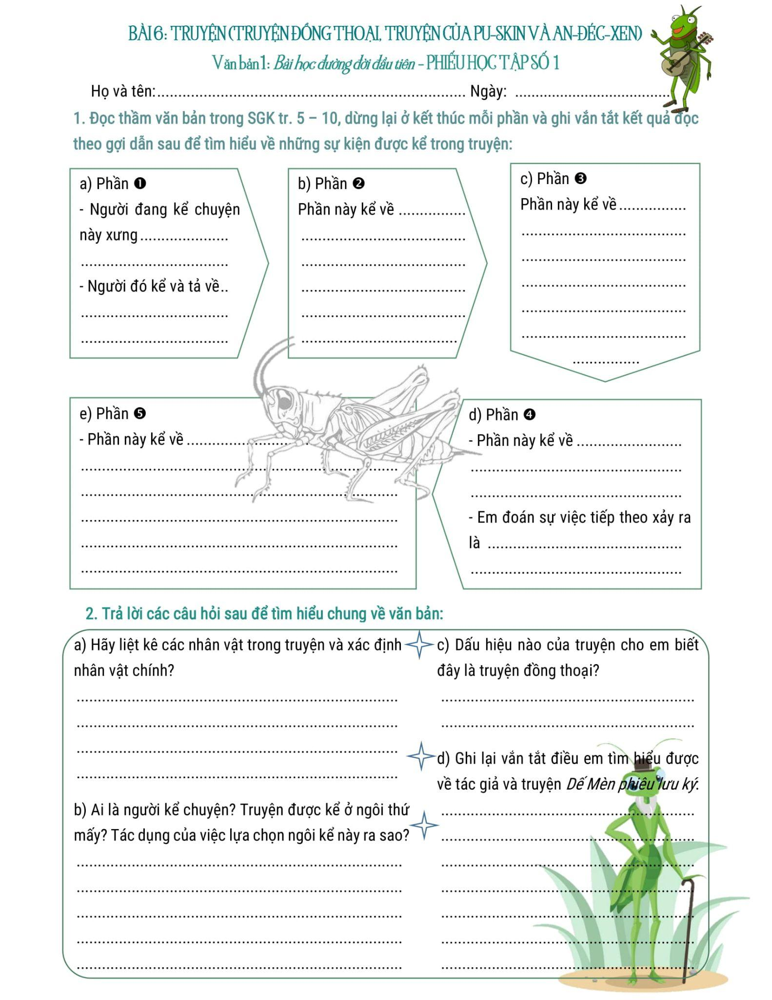 BÀI 6: TRUYỆN (TRUYỆN ĐỒNG THOẠI, TRUYỆN CỦA PU-SKIN VÀ AN-ĐÉC-XEN)
Văn bản 1: Bài học đường đời đầu tiên - PHIẾU HỌC TẬP SỐ 1
Họ và tên:.......................................................................... Ngày: .....................................
1. Đọc thầm văn bản trong SGK tr. 5 – 10, dừng lại ở kết thúc mỗi phần và ghi vắn tắt kết quả đọc
theo gợi dẫn sau để tìm hiểu về những sự kiện được kể trong truyện:
a) Phần ❶
- Người đang kể chuyện
này xưng.....................
...................................
- Người đó kể và tả về..
...................................
...................................
b) Phần ❷
Phần này kể về ................
.......................................
.......................................
.......................................
.......................................
.....................................
c) Phần ❸
Phần này kể về................
.......................................
.......................................
.......................................
.......................................
.......................................
................
d) Phần ❹
- Phần này kể về .........................
..................................................
..................................................
- Em đoán sự việc tiếp theo xảy ra
là ..............................................
..................................................
e) Phần ❺
- Phần này kể về .............................
............................................................................
............................................................................
............................................................................
............................................................................
............................................................................
2. Trả lời các câu hỏi sau để tìm hiểu chung về văn bản:
a) Hãy liệt kê các nhân vật trong truyện và xác định
nhân vật chính?
.............................................................................
.............................................................................
.............................................................................
.............................................................................
b) Ai là người kể chuyện? Truyện được kể ở ngôi thứ
mấy? Tác dụng của việc lựa chọn ngôi kể này ra sao?
..............................................................................
..............................................................................
..............................................................................
..............................................................................
..............................................................................
c) Dấu hiệu nào của truyện cho em biết
đây là truyện đồng thoại?
.............................................................
.............................................................
d) Ghi lại vắn tắt điều em tìm hiểu được
về tác giả và truyện Dế Mèn phiêu lưu ký:
.............................................................
.............................................................
.............................................................
.............................................................
.............................................................
.............................................................
.............................................................